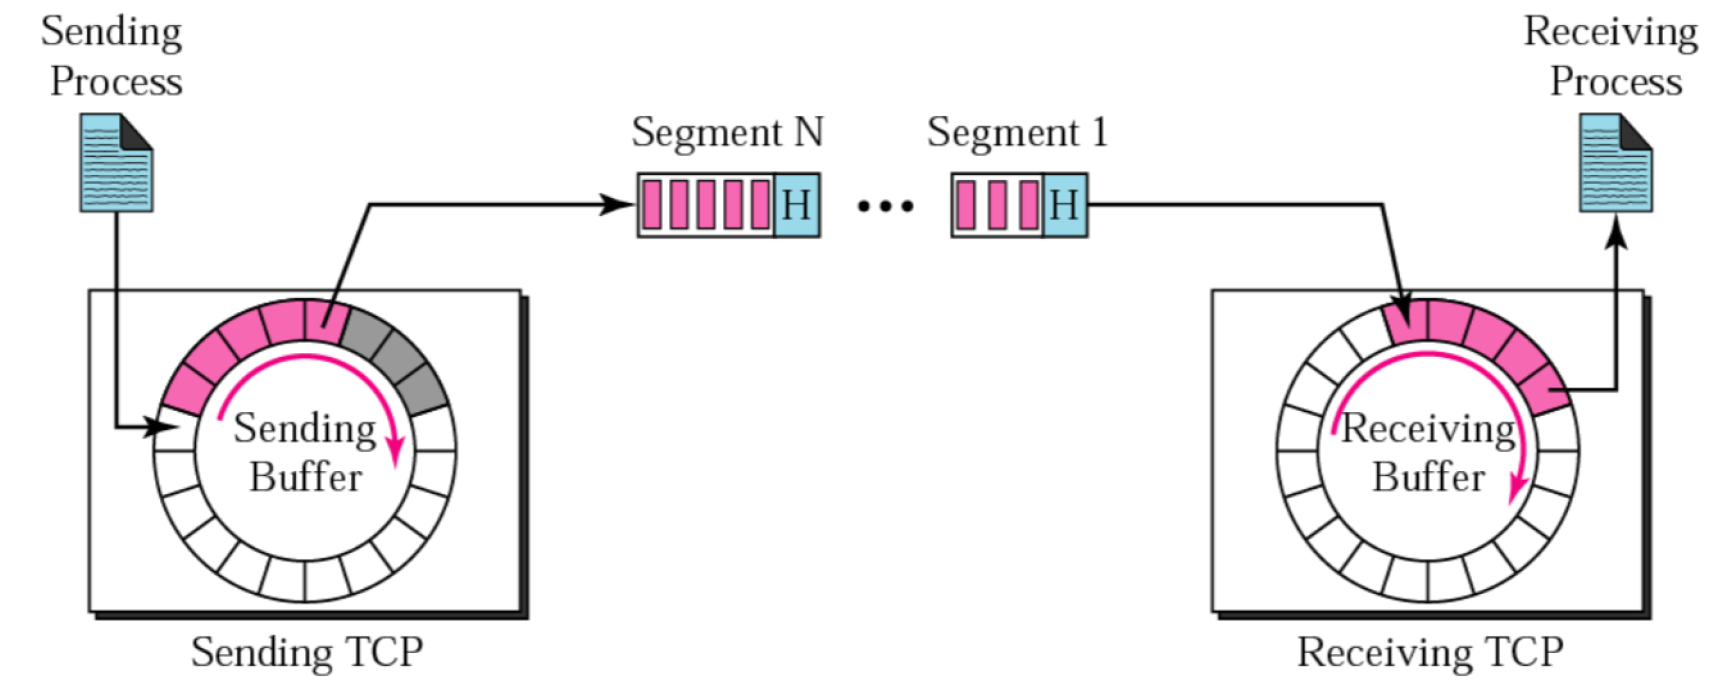 Sending
Process
Receiving
Process
Segment N
Segment 1
H
H
Sending
Buffer
Receiving
Buffer
Sending TCP
Receiving TCP